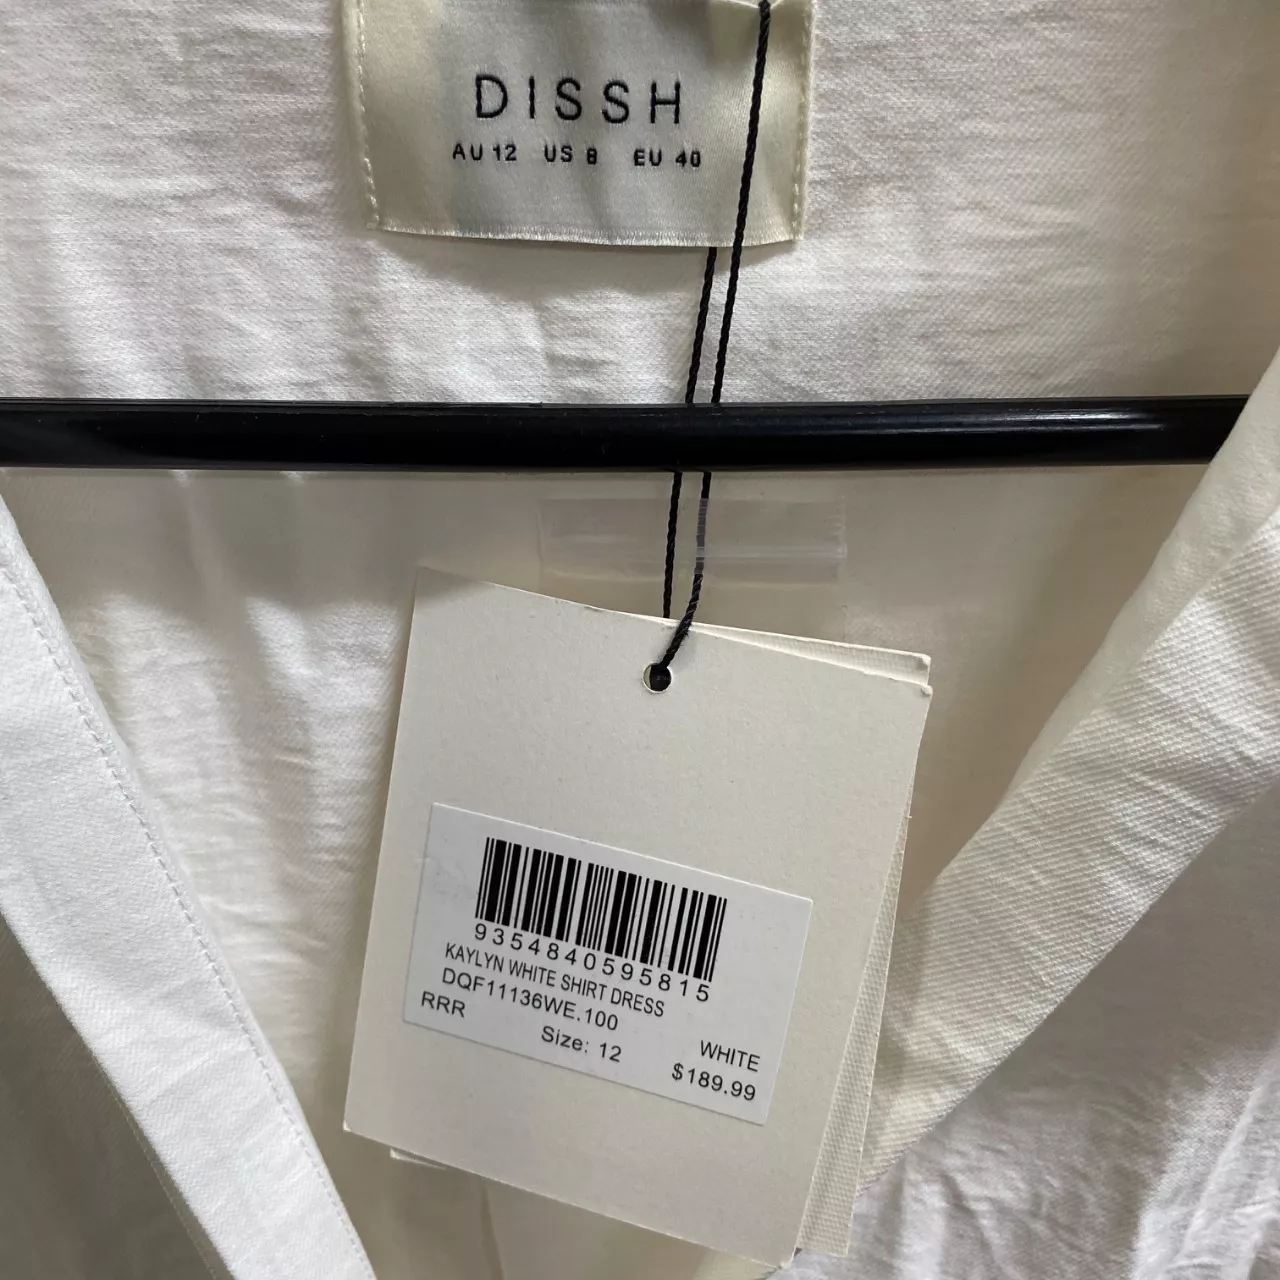 DISSH
AU 12 US 8 EU 40
9354840595815
KAYLYN WHITE SHIRT DRESS
DQF11136WE.100
RRR Size: 12 WHITE
$189.99